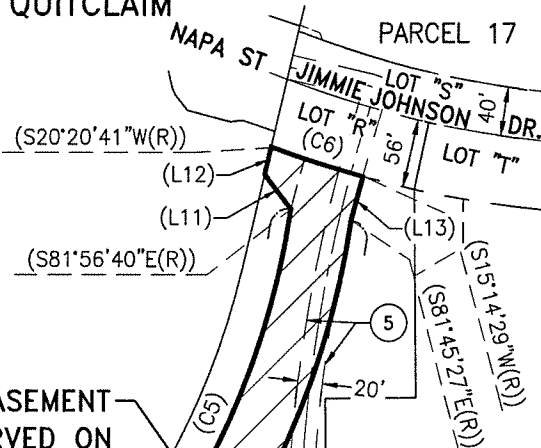 QUITCLAIM
PARCEL 17
NAPA ST
LOT "S"
JIMMIE JOHNSON DR.
40'
LOT "R"
(C6)
56'
LOT "T"
(S20°20'41"W(R))
(L12)
(L11)
(L13)
(S81°56'40"E(R))
(S15°14'29"W(R))
(S81°45'27"E(R))
5
20'
(C5)
ASEMENT
RVED ON